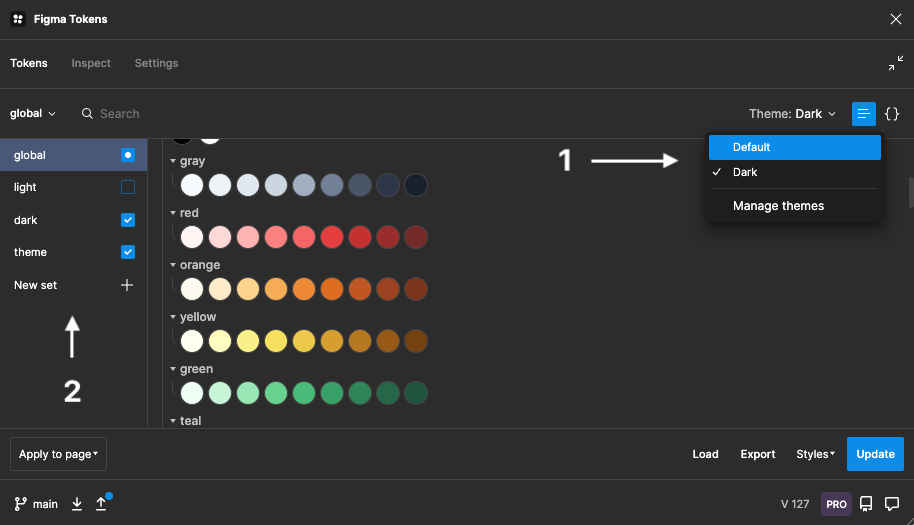 Figma Tokens
Tokens Inspect Settings
global Search Theme: Dark
global
light
dark
theme
New set
gray
red
orange
yellow
green
teal
Default
Dark
Manage themes
1
2
Apply to page Load Export Styles Update
main V 127 PRO